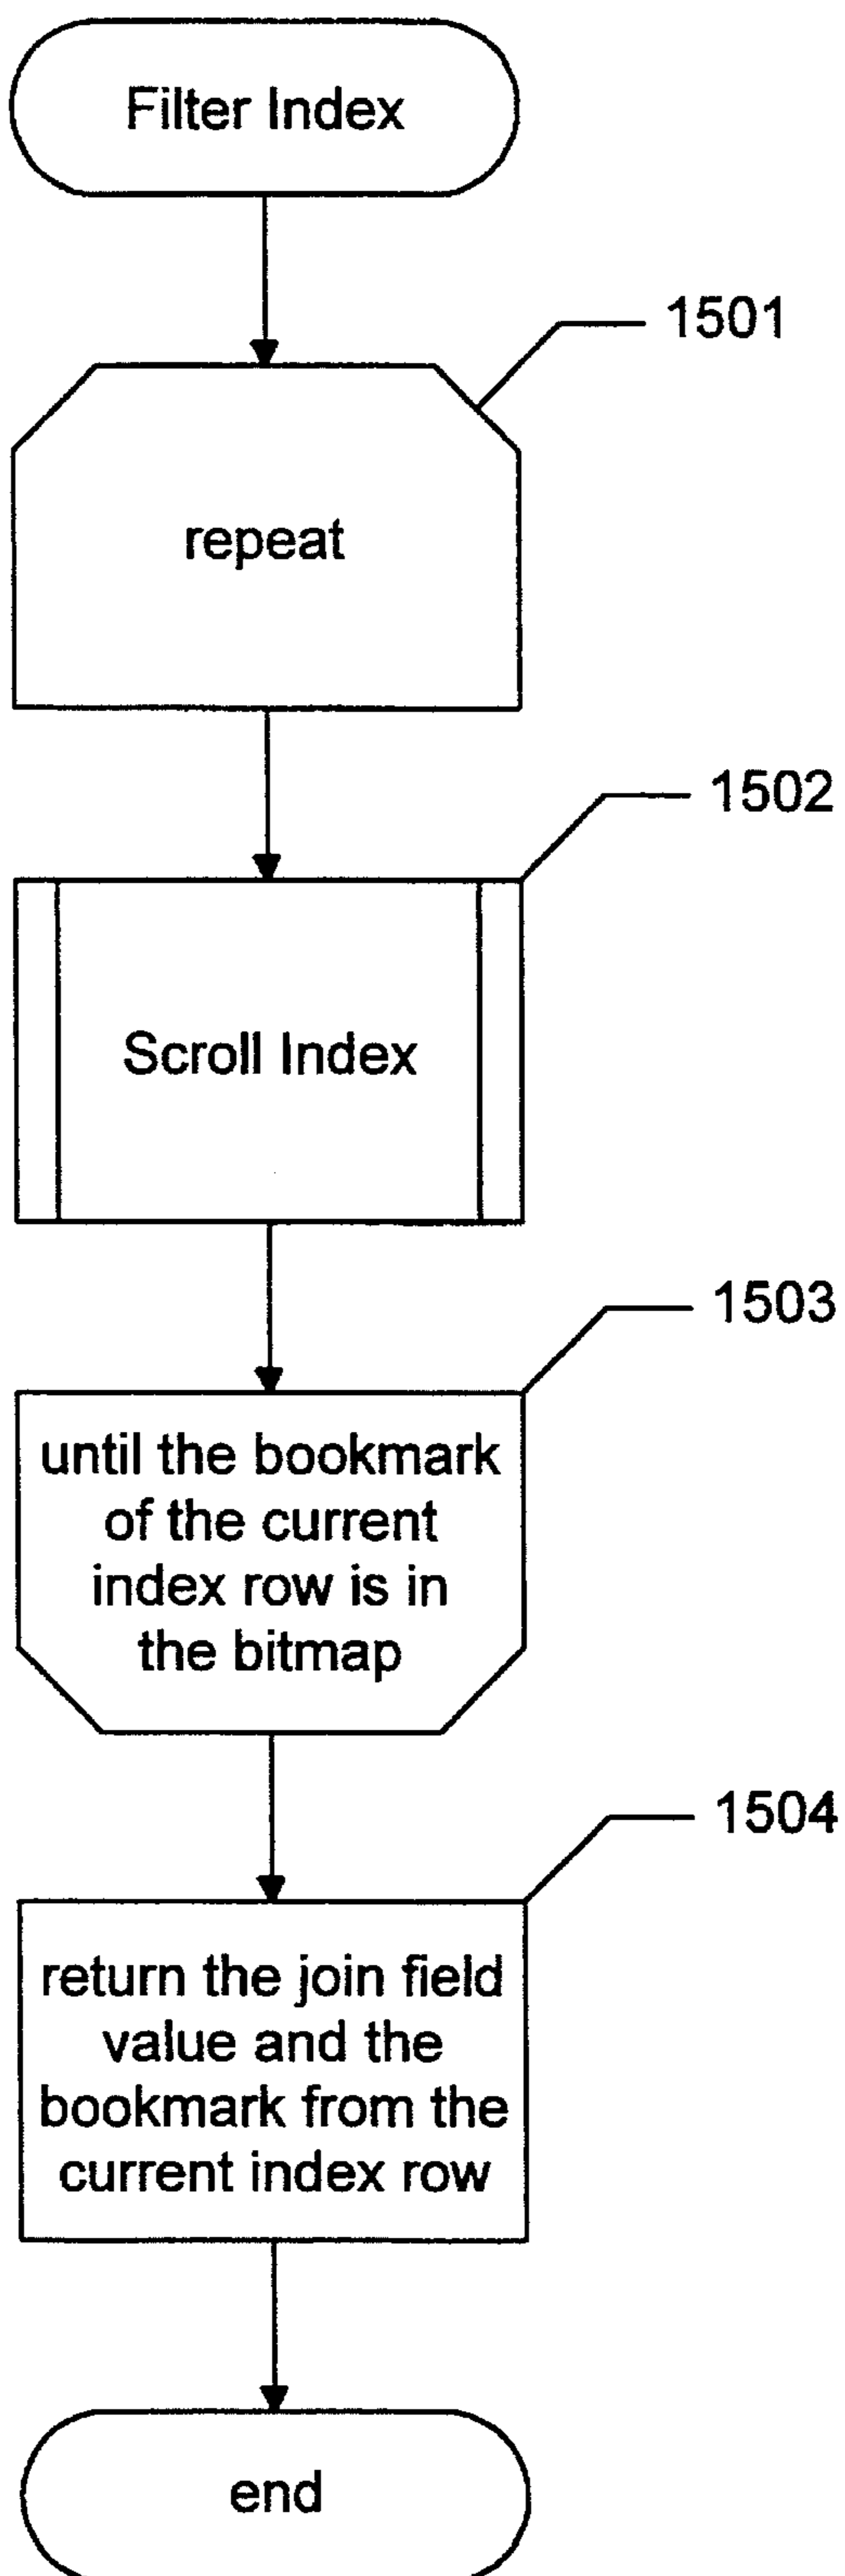 Filter Index
1501
repeat
1502
Scroll Index
1503
until the bookmark
of the current
index row is in
the bitmap
1504
return the join field
value and the
bookmark from the
current index row
end